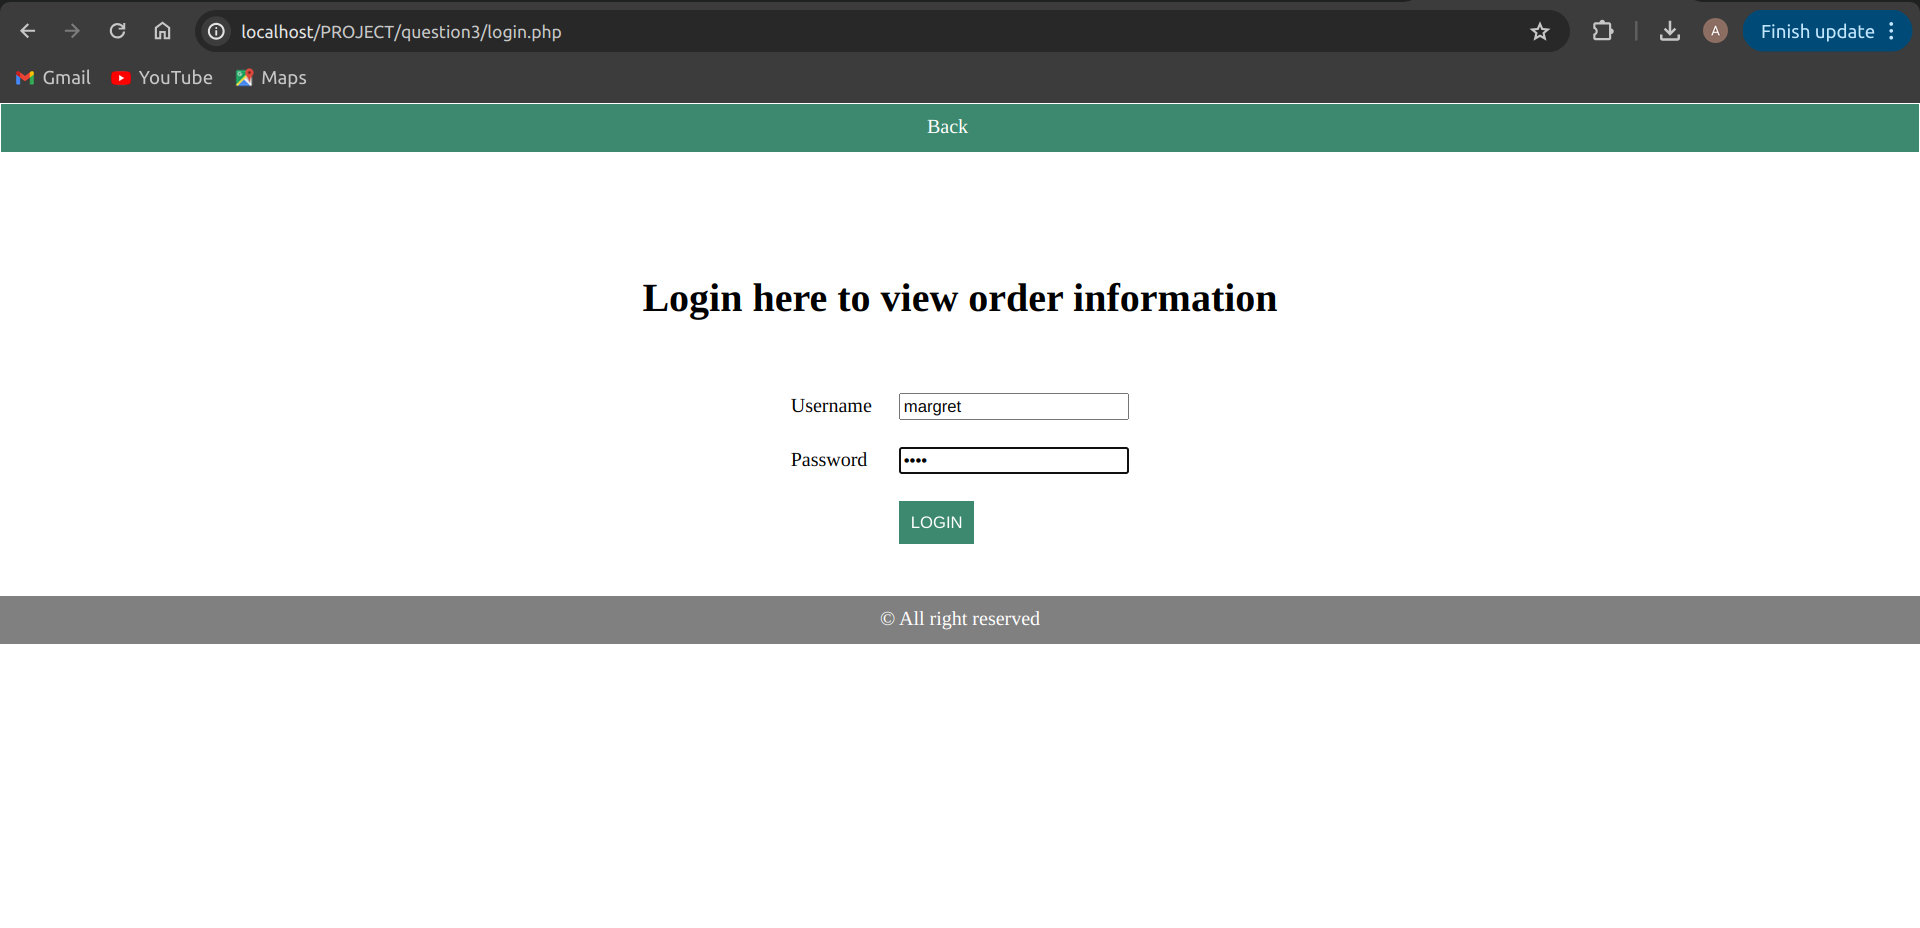 localhost/PROJECT/question3/login.php
A
Finish update
Gmail
YouTube
Maps
Back
Login here to view order information
Username
margret
Password
••••
LOGIN
© All right reserved